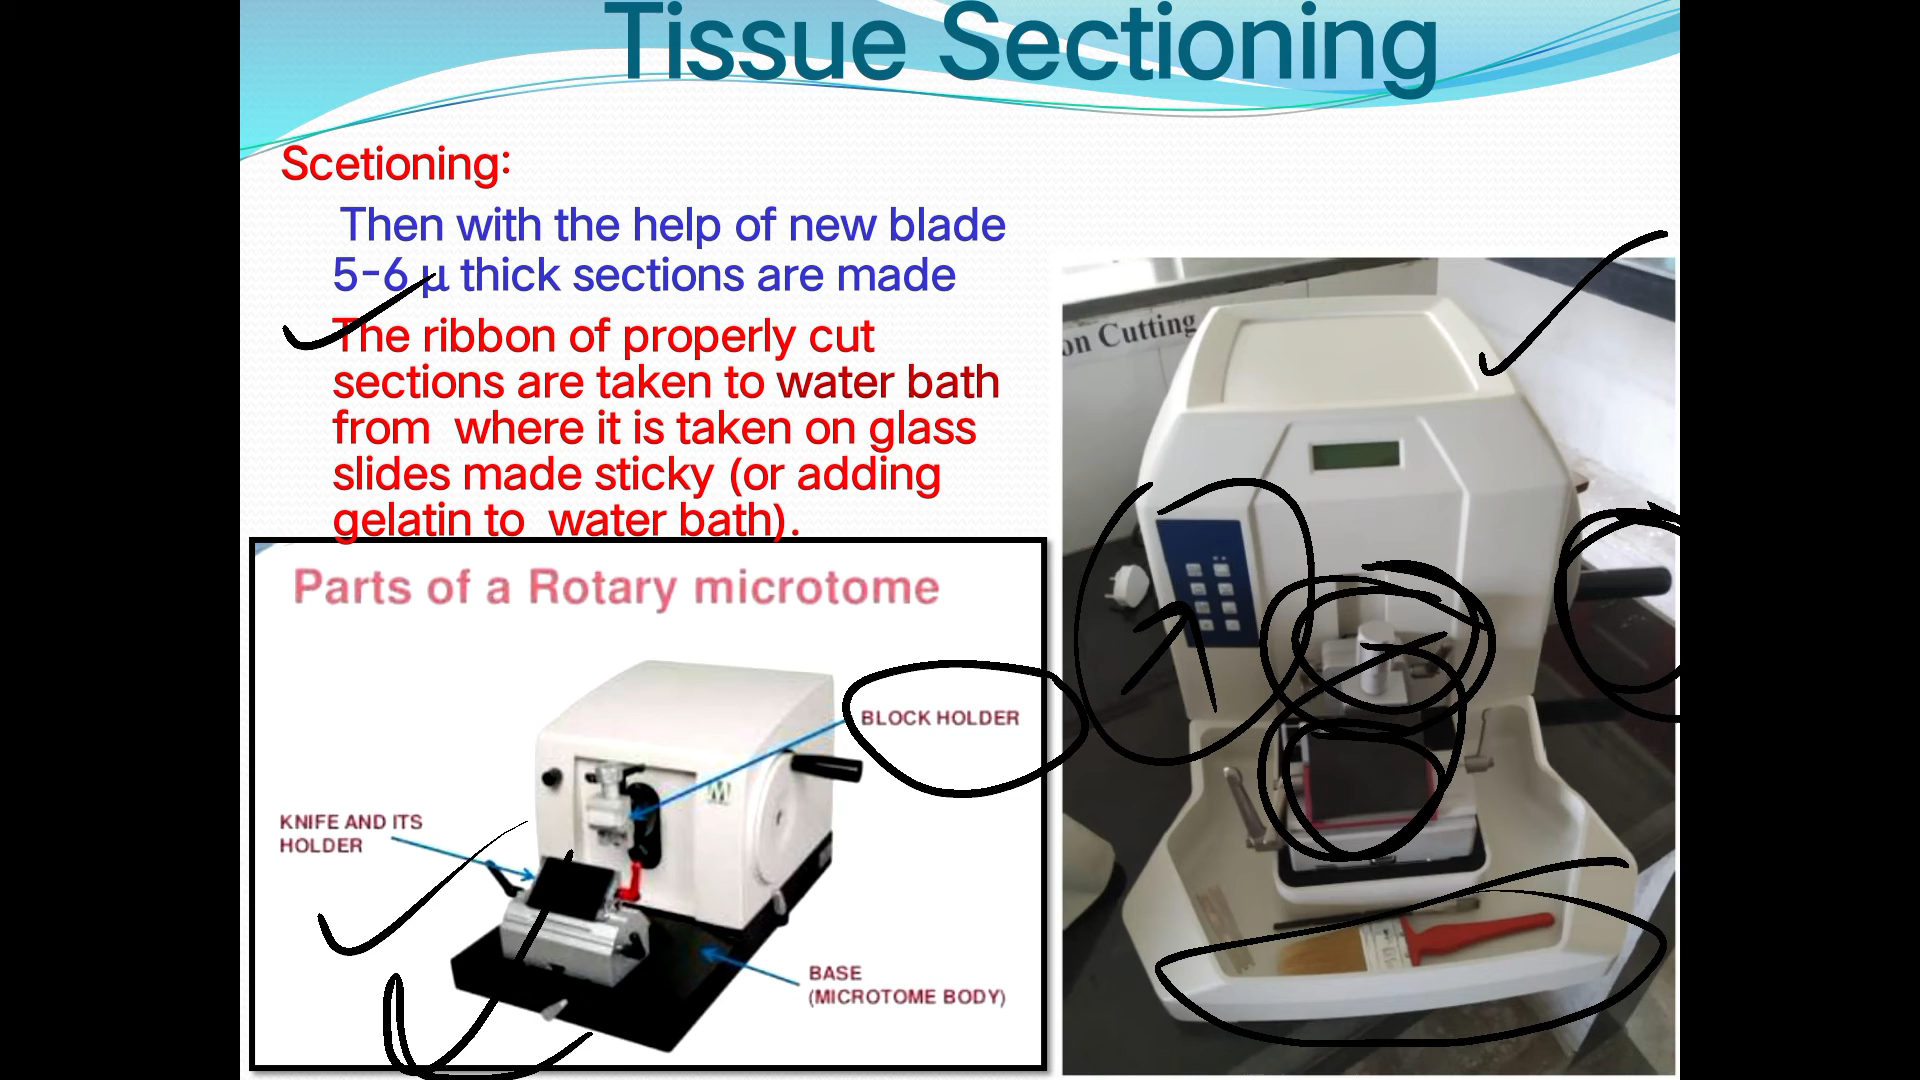 Tissue Sectioning
Scetioning:
Then with the help of new blade
5-6 µ thick sections are made
The ribbon of properly cut
sections are taken to water bath
from where it is taken on glass
slides made sticky (or adding
gelatin to water bath).
Parts of a Rotary microtome
BLOCK HOLDER
KNIFE AND ITS
HOLDER
BASE
(MICROTOME BODY)
on Cutting